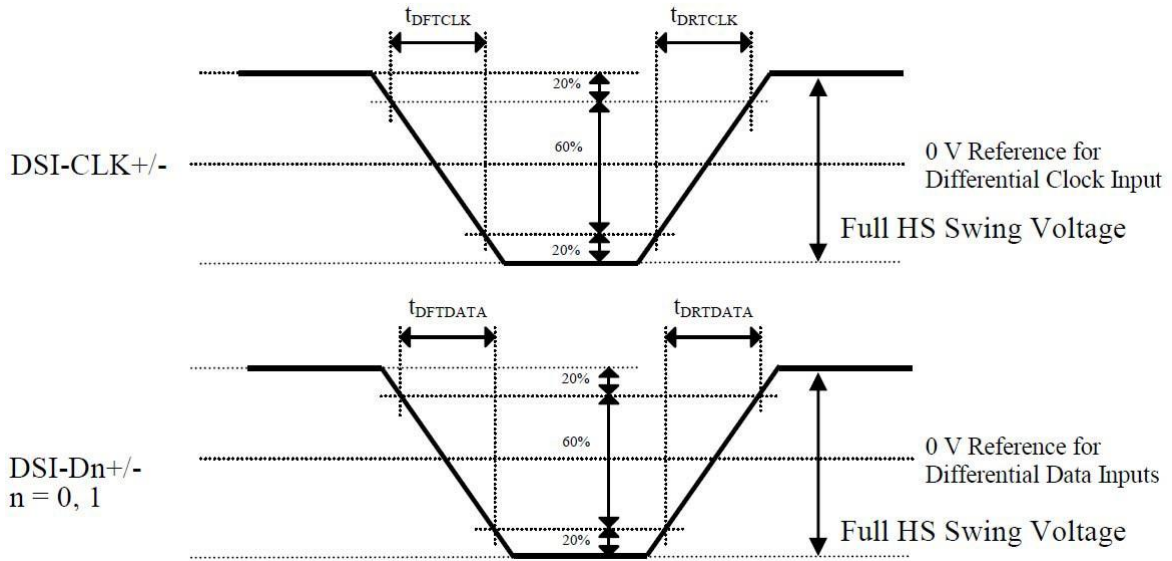 tDFTCLK
tDRTCLK
20%
DSI-CLK+/-
60%
0 V Reference for
Differential Clock Input
Full HS Swing Voltage
20%
tDFTDATA
tDRTDATA
20%
60%
DSI-Dn+/-
n = 0, 1
0 V Reference for
Differential Data Inputs
Full HS Swing Voltage
20%